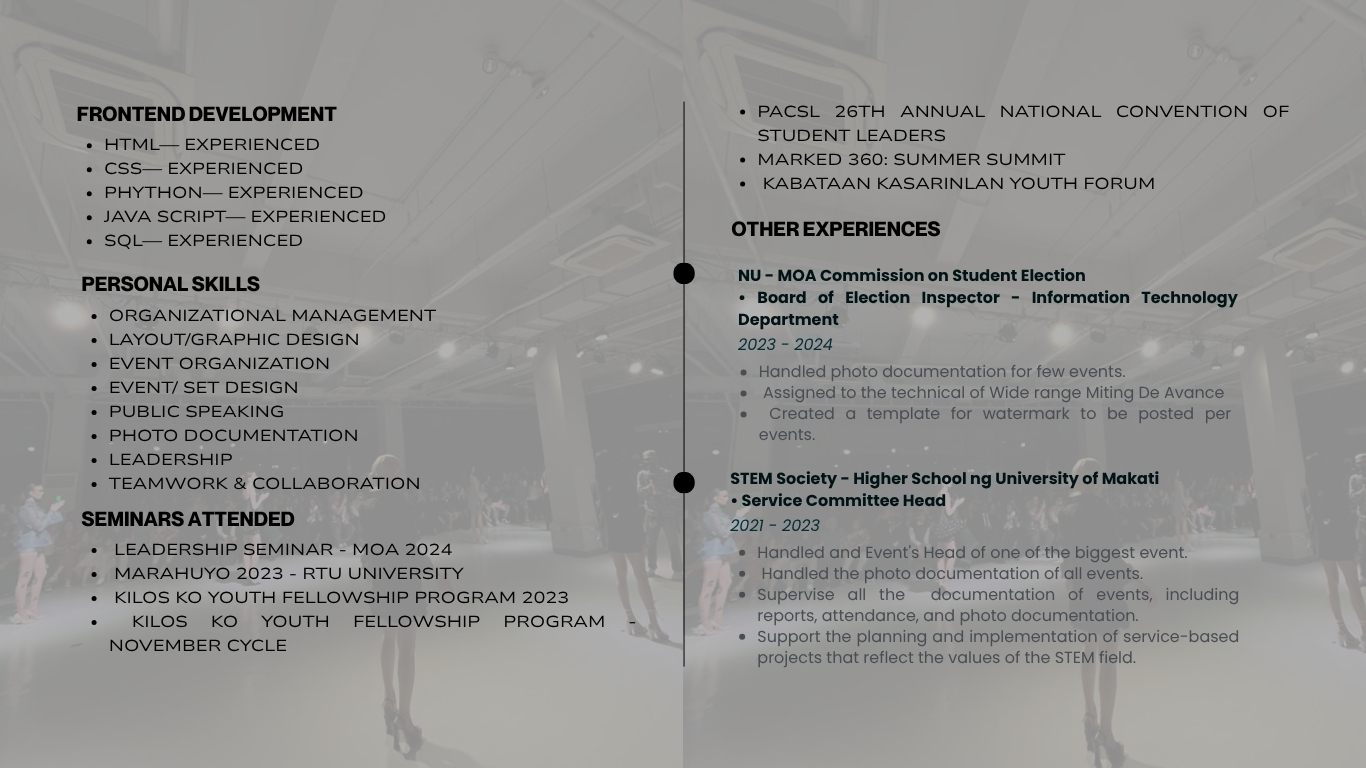 FRONTEND DEVELOPMENT
• HTML— EXPERIENCED
• CSS— EXPERIENCED
• PHYTHON— EXPERIENCED
• JAVA SCRIPT— EXPERIENCED
• SQL— EXPERIENCED
PERSONAL SKILLS
• ORGANIZATIONAL MANAGEMENT
• LAYOUT/GRAPHIC DESIGN
• EVENT ORGANIZATION
• EVENT/ SET DESIGN
• PUBLIC SPEAKING
• PHOTO DOCUMENTATION
• LEADERSHIP
• TEAMWORK & COLLABORATION
SEMINARS ATTENDED
• LEADERSHIP SEMINAR - MOA 2024
• MARAHUYO 2023 - RTU UNIVERSITY
• KILOS KO YOUTH FELLOWSHIP PROGRAM 2023
• KILOS KO YOUTH FELLOWSHIP PROGRAM -
NOVEMBER CYCLE
• PACSL 26TH ANNUAL NATIONAL CONVENTION OF
STUDENT LEADERS
• MARKED 360: SUMMER SUMMIT
• KABATAAN KASARINLAN YOUTH FORUM
OTHER EXPERIENCES
NU - MOA Commission on Student Election
• Board of Election Inspector - Information Technology
Department
2023 - 2024
• Handled photo documentation for few events.
• Assigned to the technical of Wide range Miting De Avance
• Created a template for watermark to be posted per
events.
STEM Society - Higher School ng University of Makati
• Service Committee Head
2021 - 2023
• Handled and Event's Head of one of the biggest event.
• Handled the photo documentation of all events.
• Supervise all the documentation of events, including
reports, attendance, and photo documentation.
• Support the planning and implementation of service-based
projects that reflect the values of the STEM field.